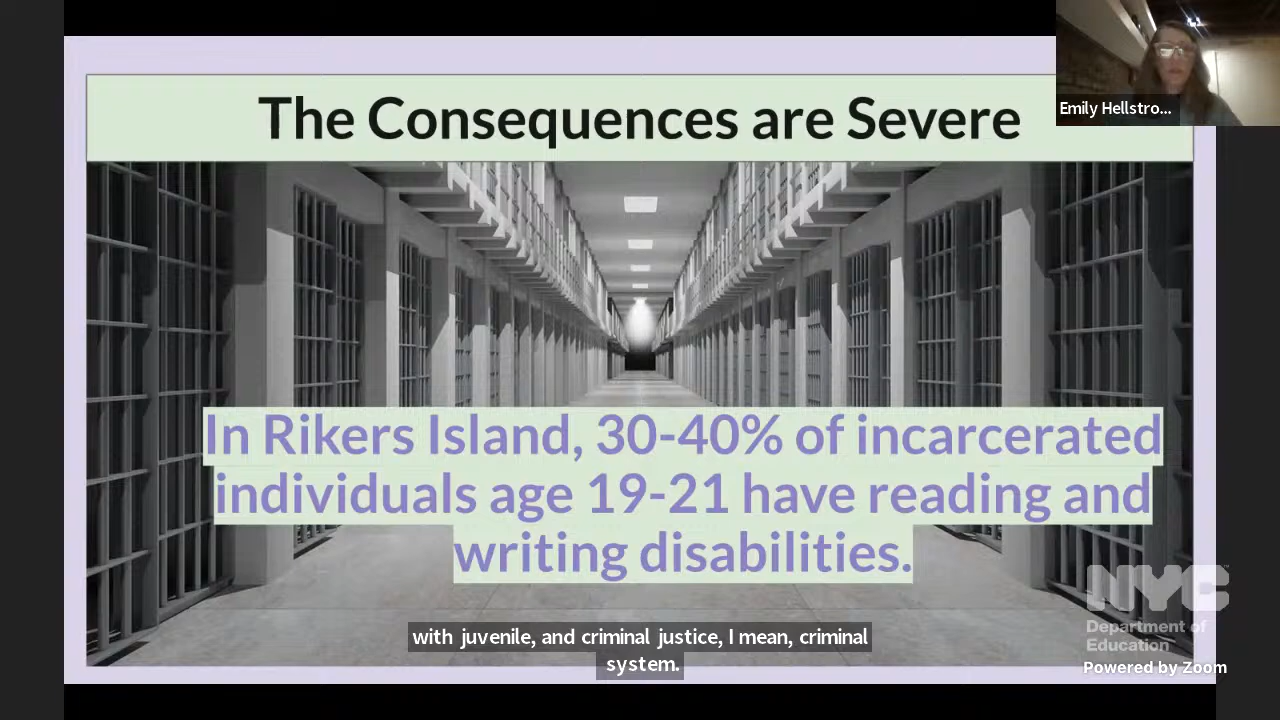 The Consequences are Severe
Emily Hellstro...
In Rikers Island, 30-40% of incarcerated
individuals age 19-21 have reading and
writing disabilities.
with juvenile, and criminal justice, I mean, criminal
system.
NYC
Department of
Education
Powered by Zoom